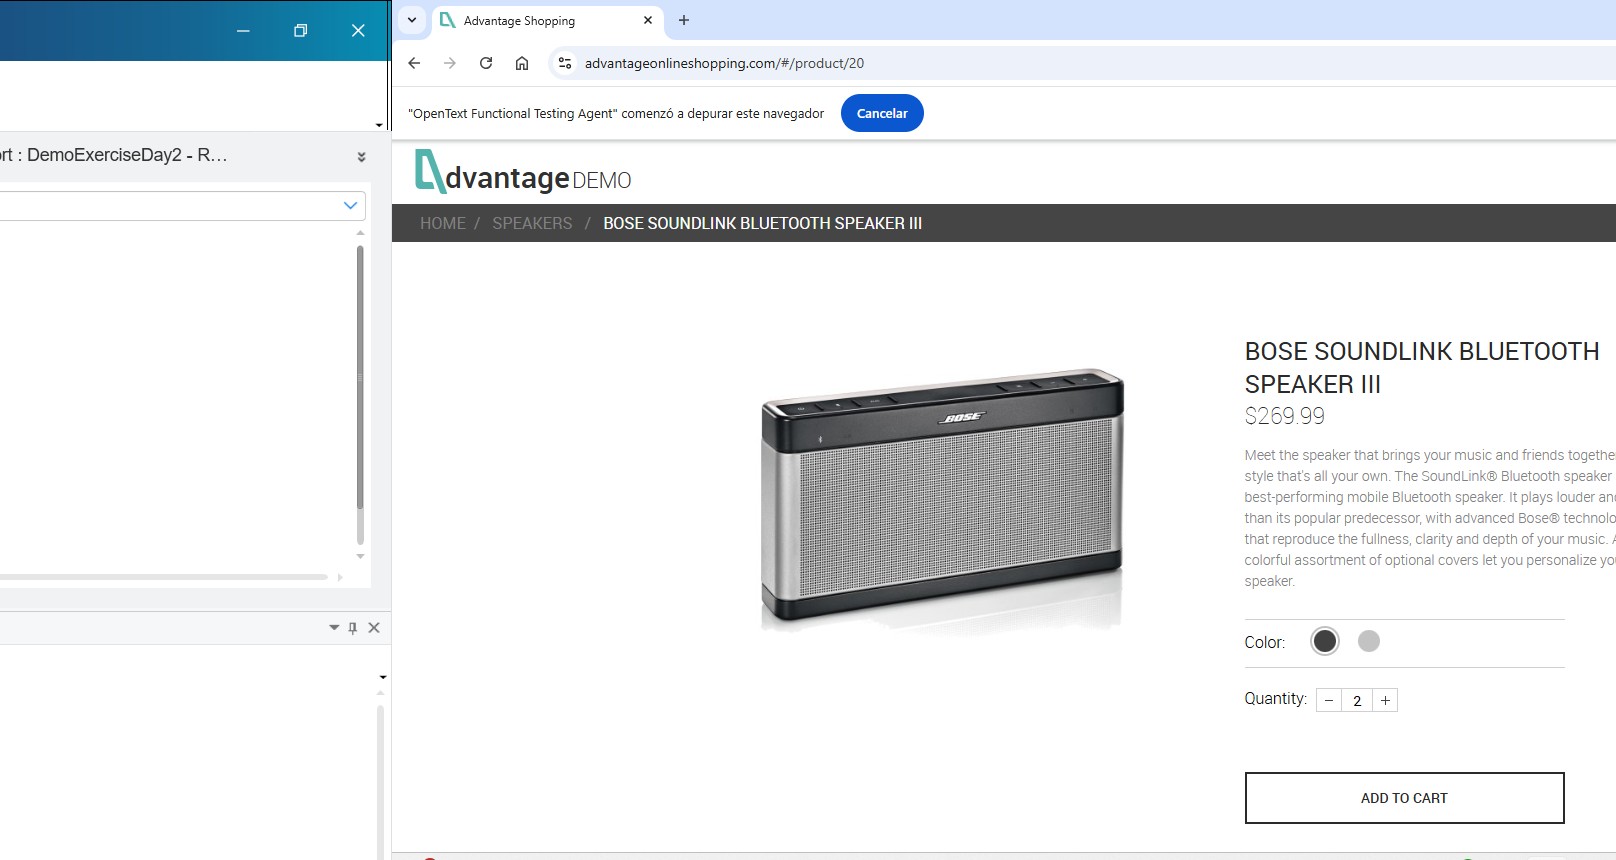 Advantage Shopping
advantageonlineshopping.com/#/product/20
"OpenText Functional Testing Agent" comenzó a depurar este navegador
Cancelar
rt : DemoExerciseDay2 - R...
dvantage DEMO
HOME / SPEAKERS / BOSE SOUNDLINK BLUETOOTH SPEAKER III
BOSE
BOSE SOUNDLINK BLUETOOTH
SPEAKER III
$269.99
Meet the speaker that brings your music and friends together
style that's all your own. The SoundLink® Bluetooth speaker
best-performing mobile Bluetooth speaker. It plays louder and
than its popular predecessor, with advanced Bose® technolo
that reproduce the fullness, clarity and depth of your music. A
colorful assortment of optional covers let you personalize you
speaker.
Color:
Quantity: − 2 +
ADD TO CART